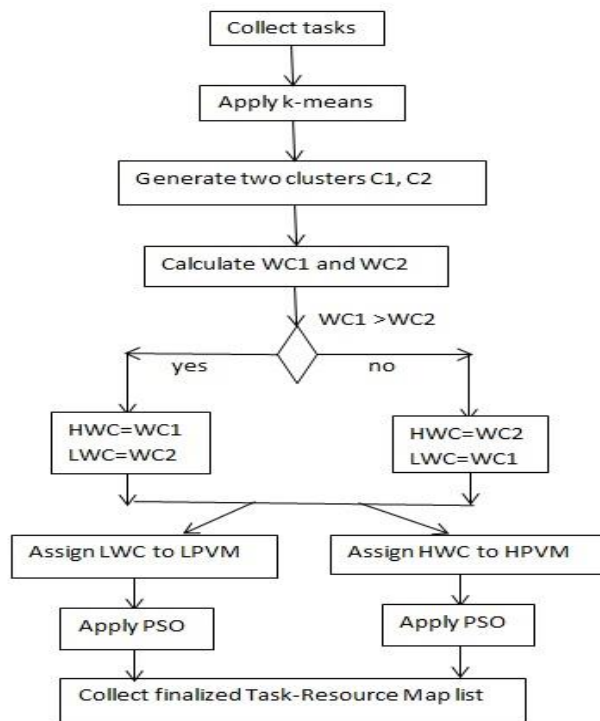 Collect tasks
Apply k-means
Generate two clusters C1, C2
Calculate WC1 and WC2
WC1 >WC2
yes
no
HWC=WC1
LWC=WC2
HWC=WC2
LWC=WC1
Assign LWC to LPVM
Assign HWC to HPVM
Apply PSO
Apply PSO
Collect finalized Task-Resource Map list